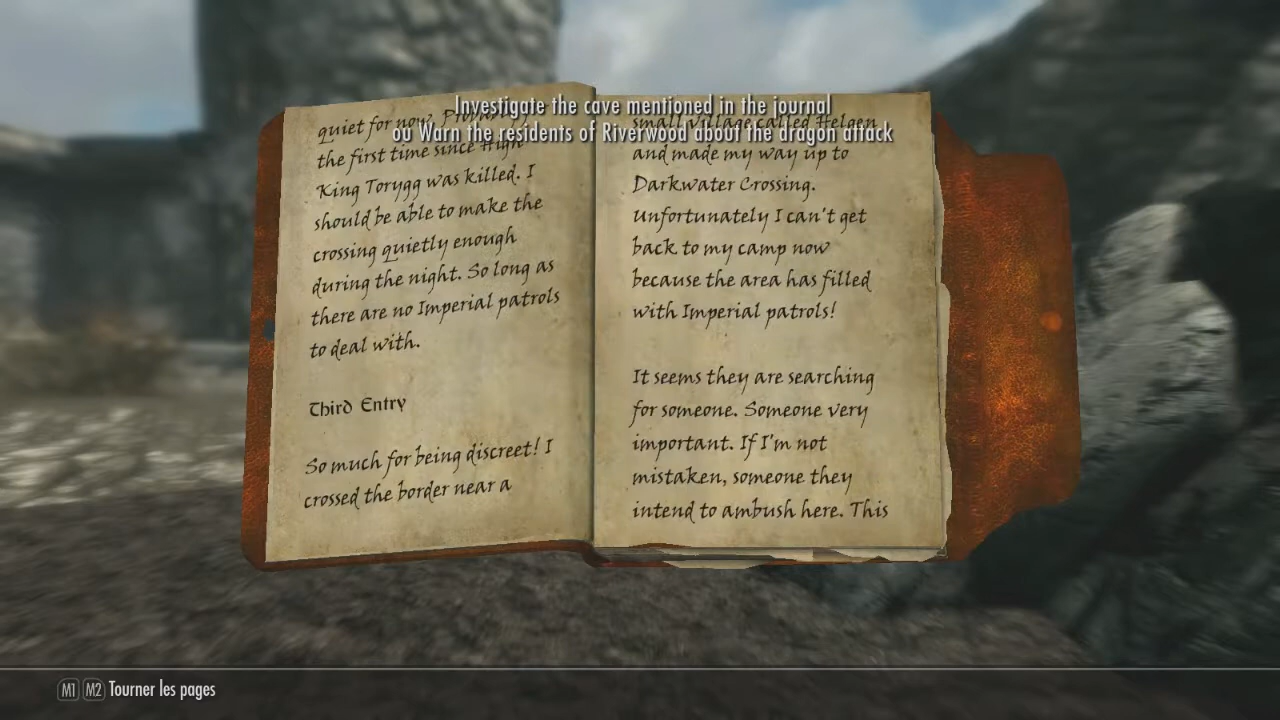 Investigate the cave mentioned in the journal
ou Warn the residents of Riverwood about the dragon attack
quiet for now. Probably
the first time since High
King Torygg was killed. I
should be able to make the
crossing quietly enough
during the night. So long as
there are no Imperial patrols
to deal with.
Third Entry
So much for being discreet! I
crossed the border near a
small village called Helgen
and made my way up to
Darkwater Crossing.
Unfortunately I can't get
back to my camp now
because the area has filled
with Imperial patrols!
It seems they are searching
for someone. Someone very
important. If I'm not
mistaken, someone they
intend to ambush here. This
M1 M2 Tourner les pages